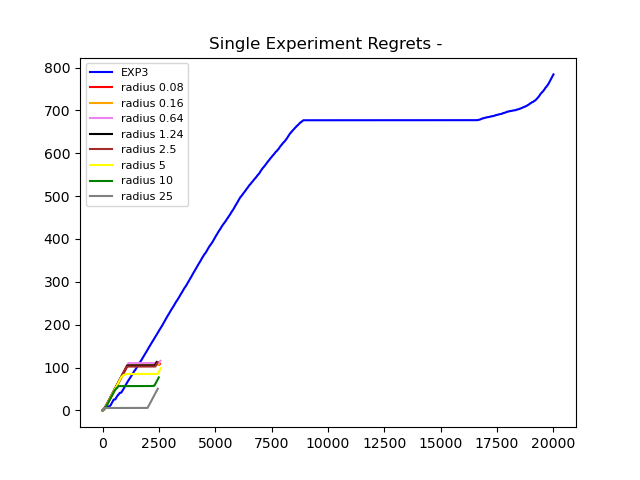 Single Experiment Regrets -
800
700
600
500
400
300
200
100
0
EXP3
radius 0.08
radius 0.16
radius 0.64
radius 1.24
radius 2.5
radius 5
radius 10
radius 25
0 2500 5000 7500 10000 12500 15000 17500 20000